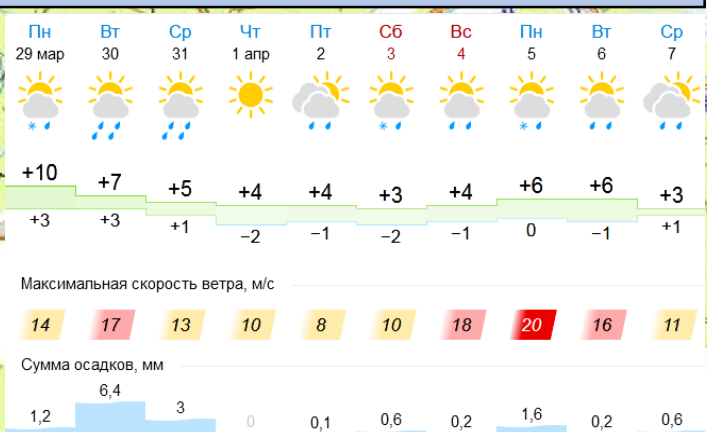 Пн Вт Ср Чт Пт Сб Вс Пн Вт Ср
29 мар 30 31 1 апр 2 3 4 5 6 7
+10 +7 +5 +4 +4 +3 +4 +6 +6 +3
+3 +3 +1 −2 −1 −2 −1 0 −1 +1
Максимальная скорость ветра, м/с
14 17 13 10 8 10 18 20 16 11
Сумма осадков, мм
1,2 6,4 3 0 0,1 0,6 0,2 1,6 0,2 0,6